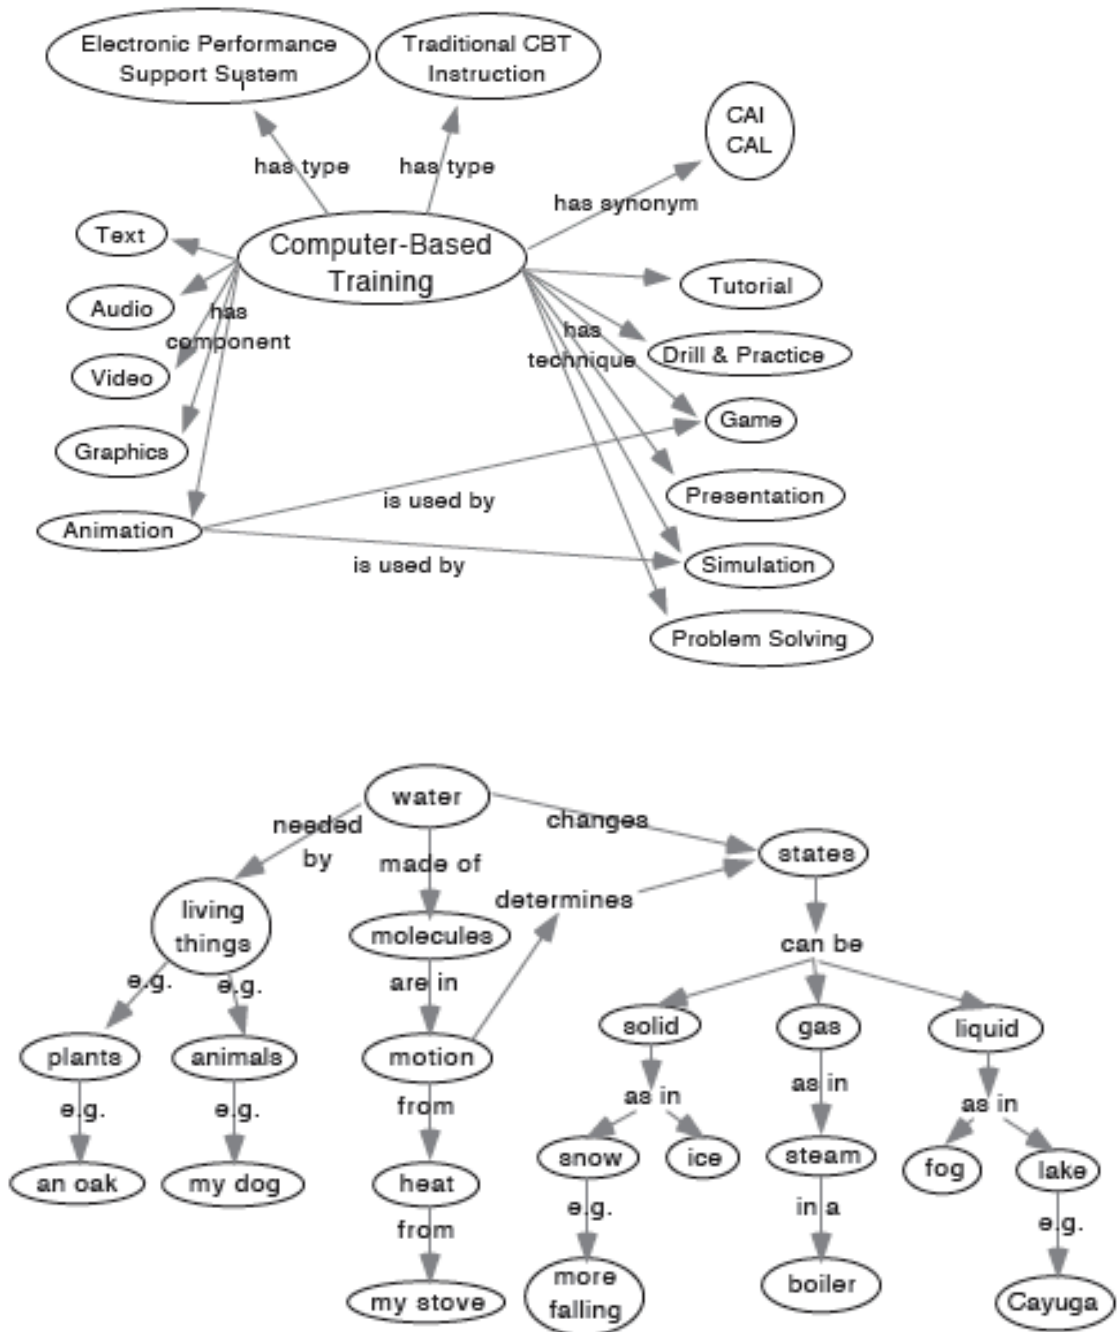 Electronic Performance
Support System
Traditional CBT
Instruction
CAI
CAL
has type
has type
has synonym
Text
Computer-Based
Training
Tutorial
Audio
has
component
has
technique
Drill & Practice
Video
Game
Graphics
Presentation
is used by
Animation
is used by
Simulation
Problem Solving
water
needed
by
changes
made of
states
living
things
determines
molecules
can be
e.g.
e.g.
are in
solid
gas
liquid
plants
animals
motion
as in
as in
as in
e.g.
e.g.
from
snow
ice
steam
fog
lake
an oak
my dog
heat
e.g.
in a
e.g.
from
more
falling
boiler
my stove
Cayuga